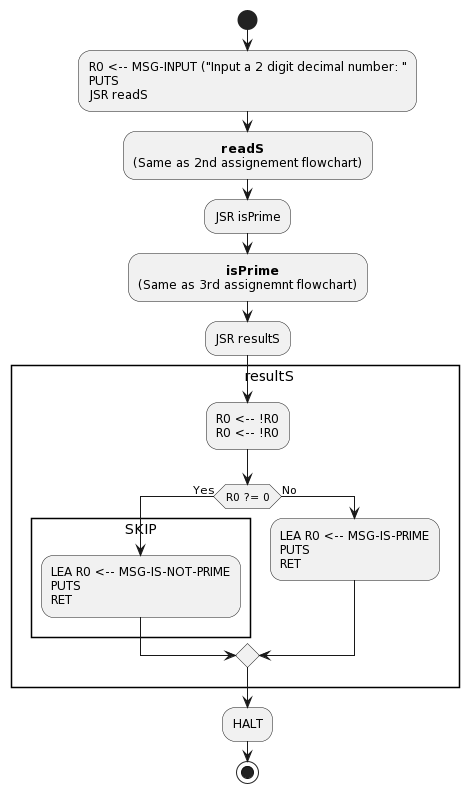 R0 <-- MSG-INPUT ("Input a 2 digit decimal number: "
PUTS
JSR readS
readS
(Same as 2nd assignement flowchart)
JSR isPrime
isPrime
(Same as 3rd assignemnt flowchart)
JSR resultS
resultS
R0 <-- !R0
R0 <-- !R0
R0 ?= 0
Yes
No
SKIP
LEA R0 <-- MSG-IS-NOT-PRIME
PUTS
RET
LEA R0 <-- MSG-IS-PRIME
PUTS
RET
HALT